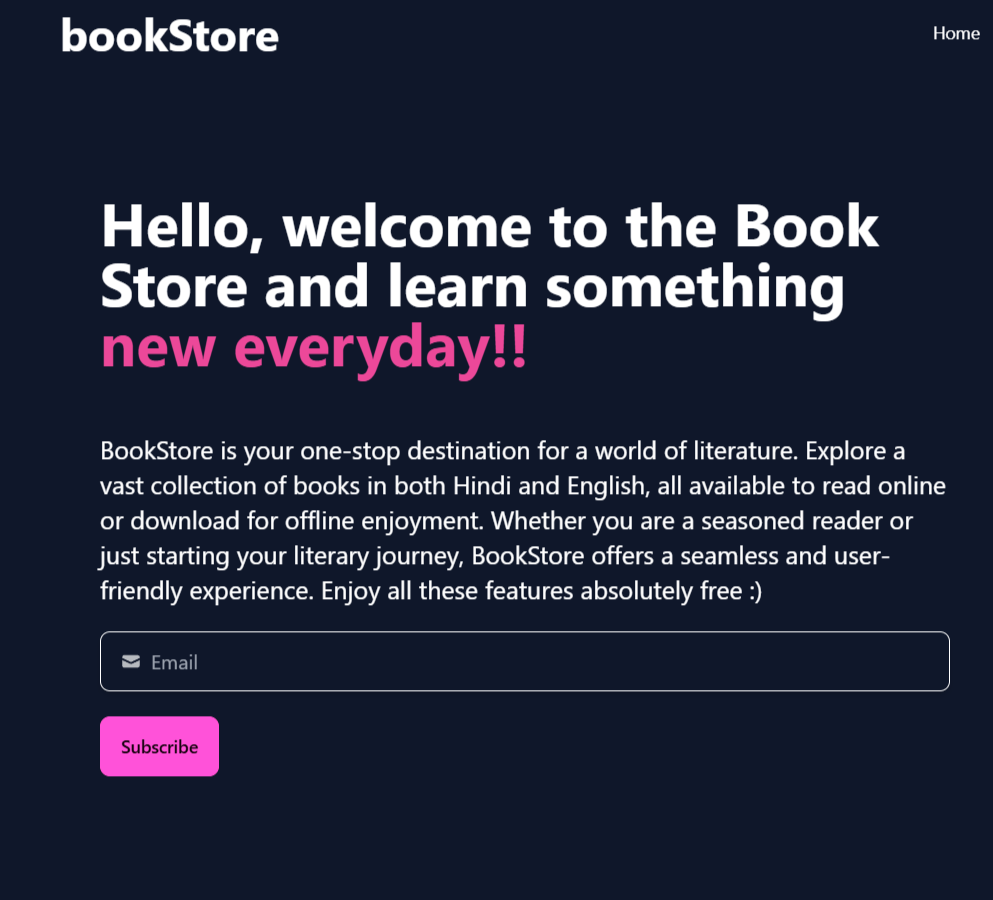 bookStore
Home
Hello, welcome to the Book
Store and learn something
new everyday!!
BookStore is your one-stop destination for a world of literature. Explore a
vast collection of books in both Hindi and English, all available to read online
or download for offline enjoyment. Whether you are a seasoned reader or
just starting your literary journey, BookStore offers a seamless and user-
friendly experience. Enjoy all these features absolutely free :)
Email
Subscribe